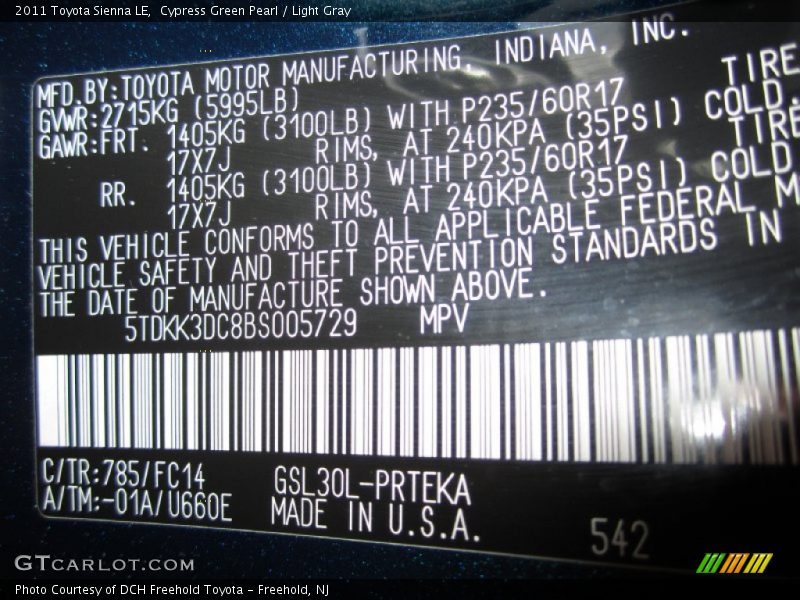 2011 Toyota Sienna LE,  Cypress Green Pearl / Light Gray
MFD.BY:TOYOTA MOTOR MANUFACTURING, INDIANA, INC.
GVWR:2715KG (5995LB)
GAWR:FRT. 1405KG (3100LB) WITH P235/60R17 TIRE
17X7J RIMS, AT 240KPA (35PSI) COLD.
RR. 1405KG (3100LB) WITH P235/60R17 TIRE
17X7J RIMS, AT 240KPA (35PSI) COLD
THIS VEHICLE CONFORMS TO ALL APPLICABLE FEDERAL M
VEHICLE SAFETY AND THEFT PREVENTION STANDARDS IN
THE DATE OF MANUFACTURE SHOWN ABOVE.
5TDKK3DC8BS005729 MPV
C/TR:785/FC14 GSL30L-PRTEKA
A/TM:-01A/U660E MADE IN U.S.A.
542
GTCARLOT.COM
Photo Courtesy of DCH Freehold Toyota - Freehold, NJ